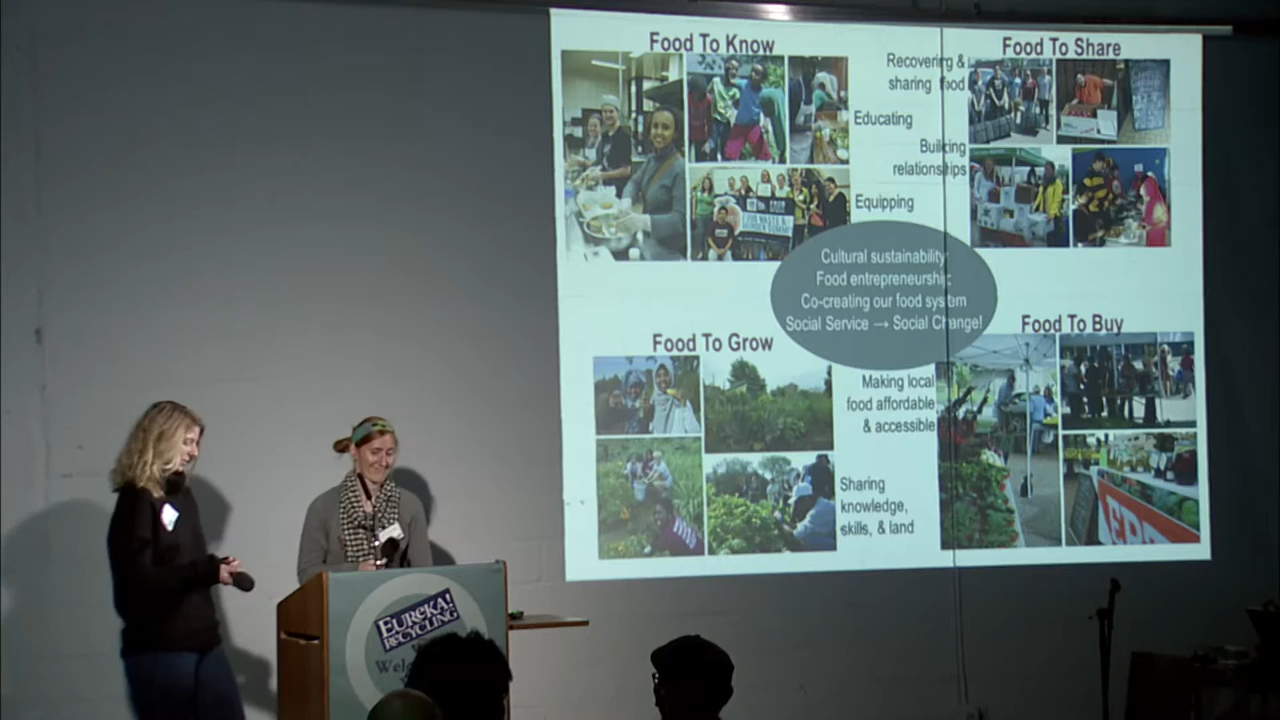 Food To Know
Food To Share
Recovering &
sharing food
Educating
Building
relationships
Equipping
Cultural sustainability
Food entrepreneurship
Co-creating our food system
Social Service → Social Change!
Food To Grow
Food To Buy
Making local
food affordable
& accessible
Sharing
knowledge,
skills, & land
EUREKA!
RECYCLING